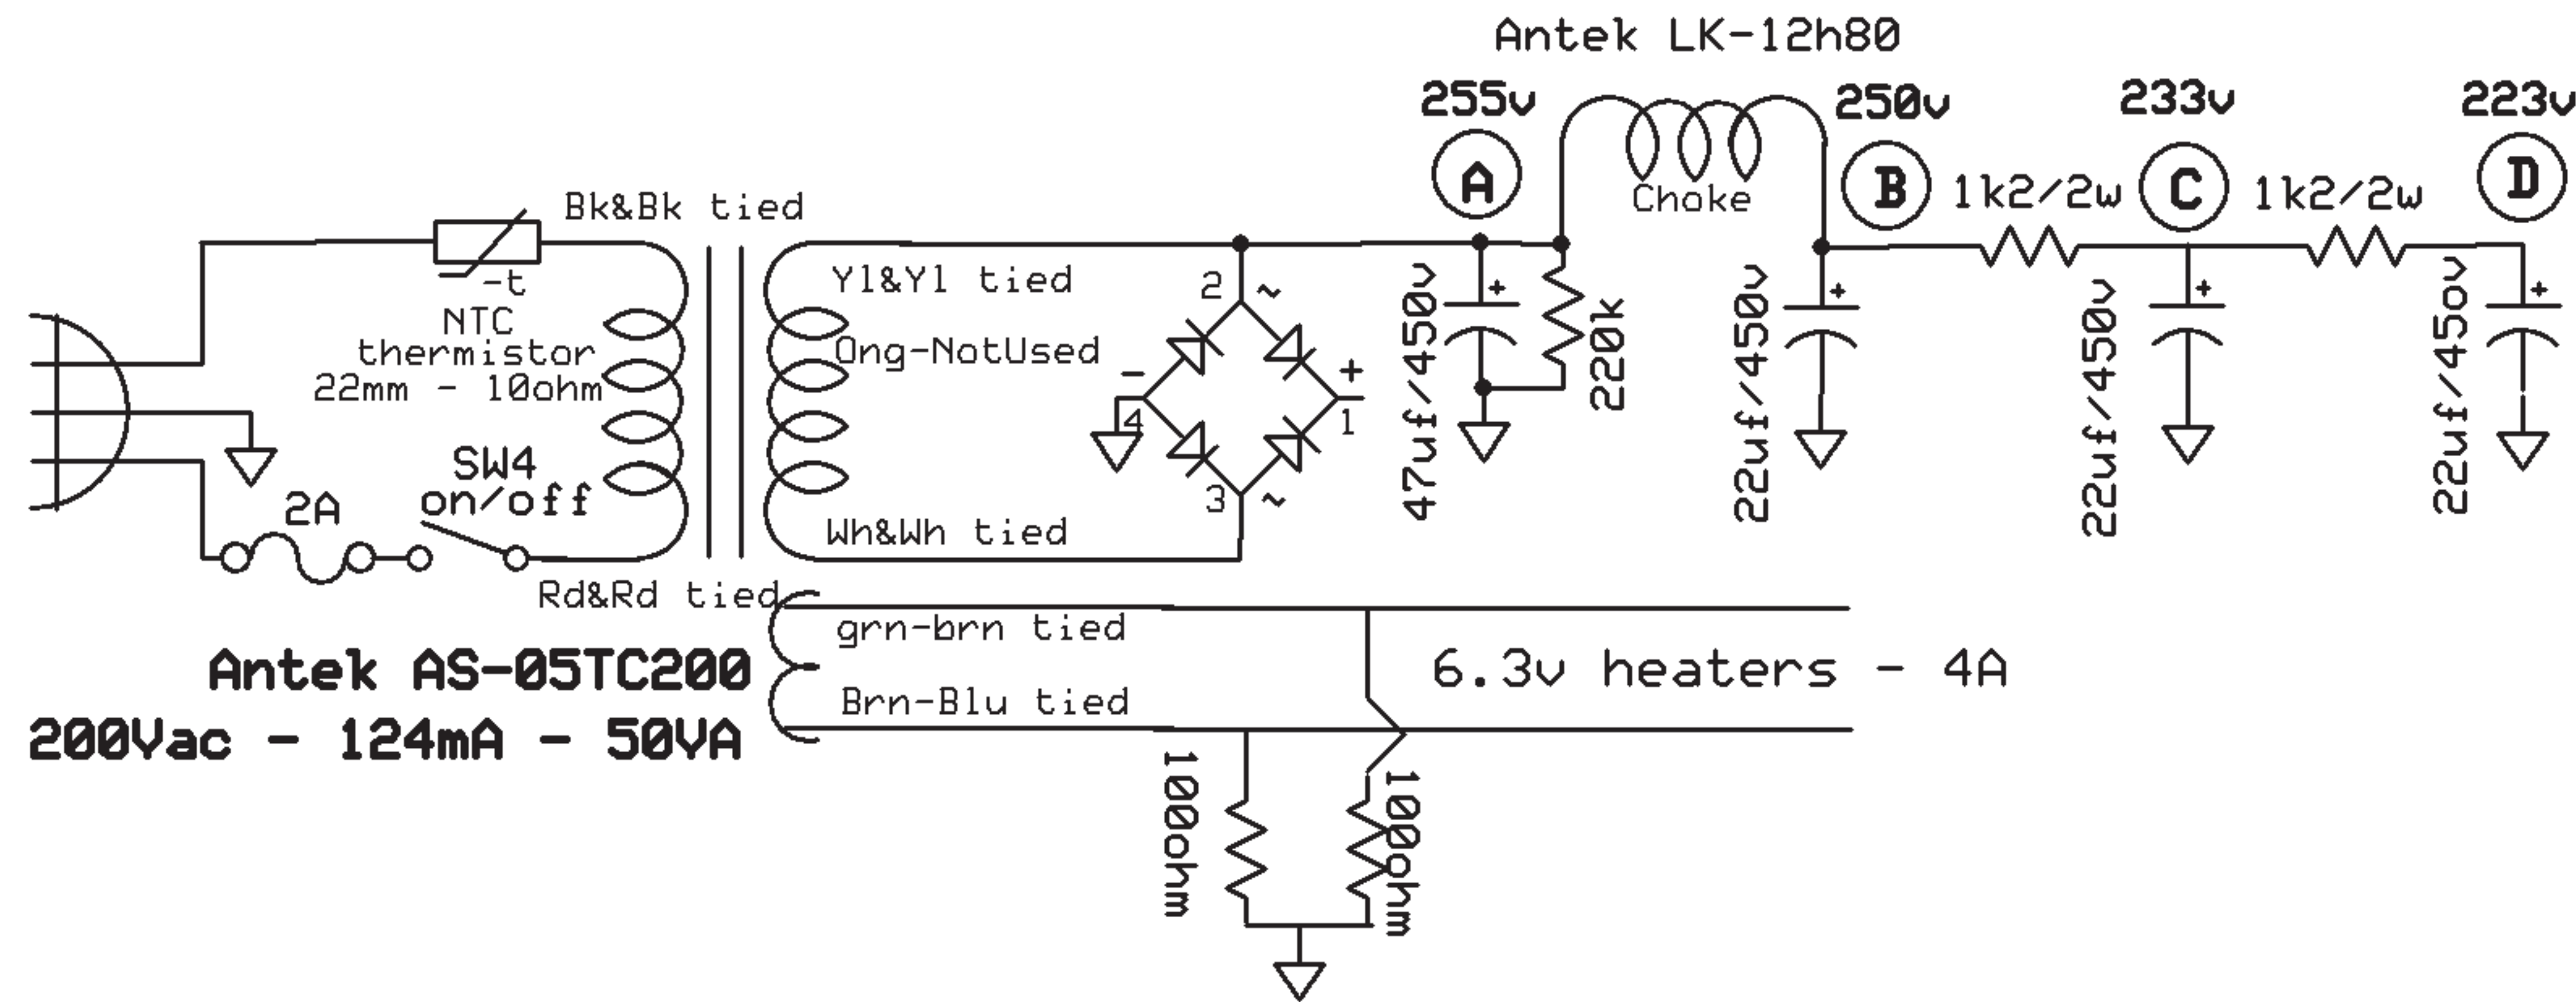 Antek LK-12h80
255v
250v
233v
223v
A
Choke
B
1k2/2w
C
1k2/2w
D
Bk&Bk tied
-t
NTC
thermistor
22mm - 10ohm
Yl&Yl tied
Ong-NotUsed
Wh&Wh tied
2
~
-
+
4
1
3
~
+
47uf/450v
220k
+
22uf/450v
+
22uf/450v
+
22uf/45ov
SW4
on/off
2A
Rd&Rd tied
grn-brn tied
Brn-Blu tied
Antek AS-05TC200
200Vac - 124mA - 50VA
6.3v heaters - 4A
100ohm
100ohm